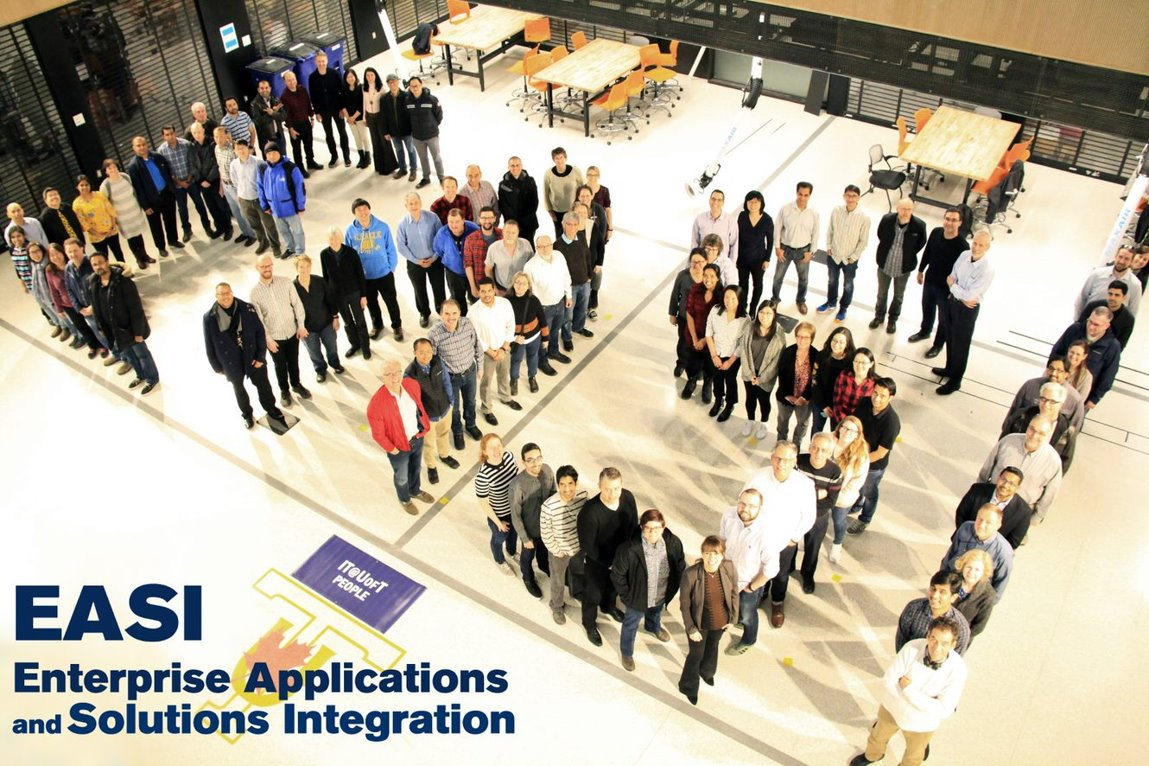 IT@UofT
PEOPLE
EASI
Enterprise Applications
and Solutions Integration